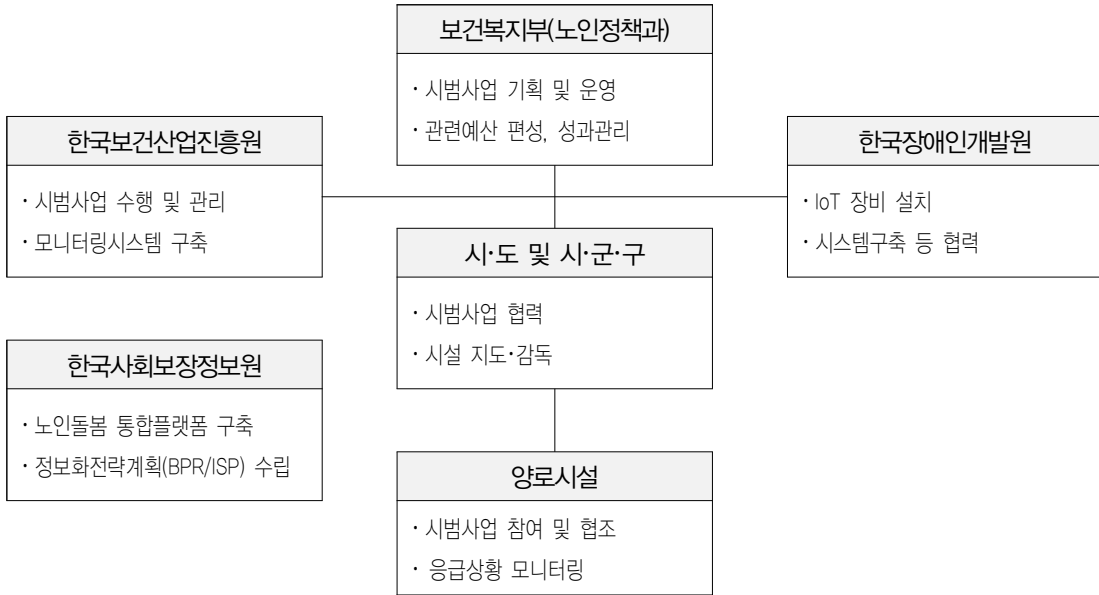 보건복지부(노인정책과)
· 시범사업 기획 및 운영
· 관련예산 편성, 성과관리
한국보건산업진흥원
· 시범사업 수행 및 관리
· 모니터링시스템 구축
한국장애인개발원
· IoT 장비 설치
· 시스템구축 등 협력
시·도 및 시·군·구
· 시범사업 협력
· 시설 지도·감독
한국사회보장정보원
· 노인돌봄 통합플랫폼 구축
· 정보화전략계획(BPR/ISP) 수립
양로시설
· 시범사업 참여 및 협조
· 응급상황 모니터링